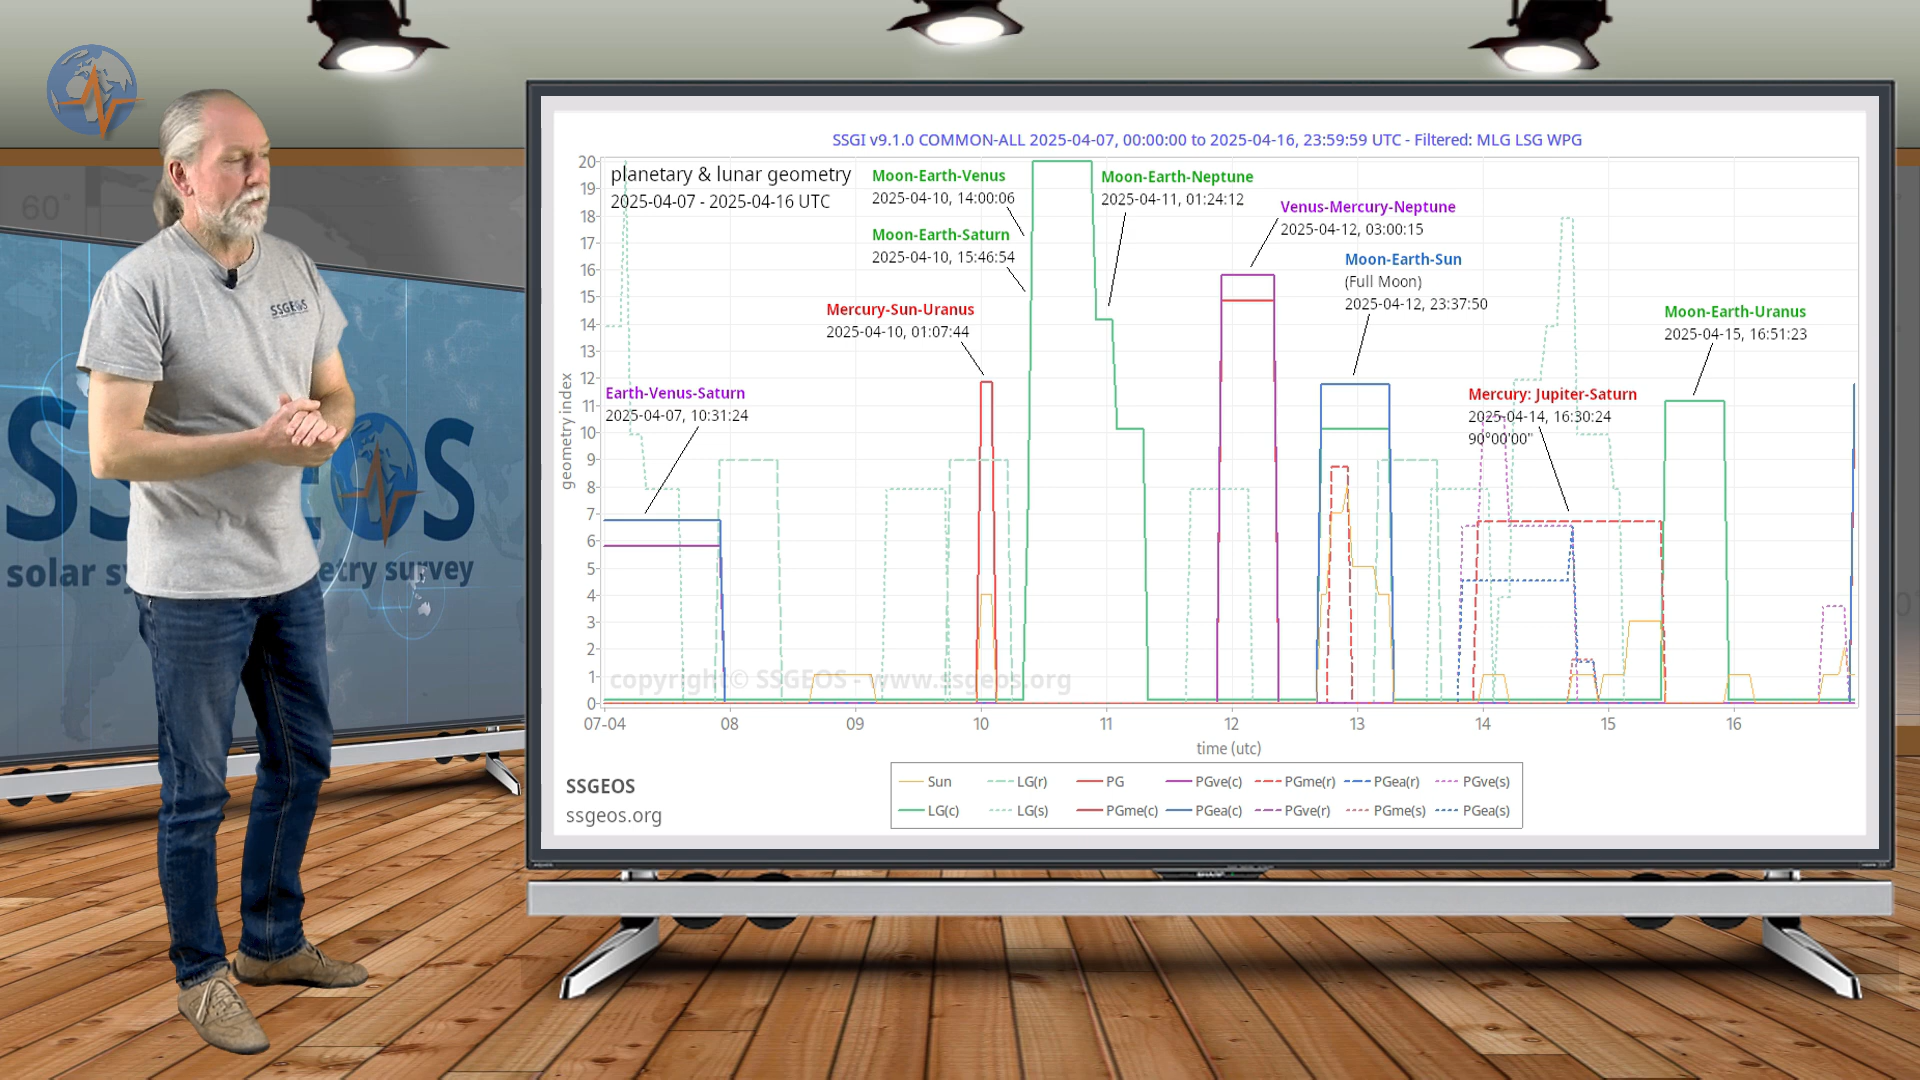 60°
SSGEOS
SSGEOS
solar sy etry survey
SSGI v9.1.0 COMMON-ALL 2025-04-07, 00:00:00 to 2025-04-16, 23:59:59 UTC - Filtered: MLG LSG WPG
planetary & lunar geometry
2025-04-07 - 2025-04-16 UTC
Moon-Earth-Venus
2025-04-10, 14:00:06
Moon-Earth-Saturn
2025-04-10, 15:46:54
Moon-Earth-Neptune
2025-04-11, 01:24:12
Venus-Mercury-Neptune
2025-04-12, 03:00:15
Moon-Earth-Sun
(Full Moon)
2025-04-12, 23:37:50
Mercury-Sun-Uranus
2025-04-10, 01:07:44
Moon-Earth-Uranus
2025-04-15, 16:51:23
Earth-Venus-Saturn
2025-04-07, 10:31:24
Mercury: Jupiter-Saturn
2025-04-14, 16:30:24
90°00'00"
geometry index
20
19
18
17
16
15
14
13
12
11
10
9
8
7
6
5
4
3
2
1
0
copyright© SSGEOS - www.ssgeos.org
07-04 08 09 10 11 12 13 14 15 16
time (utc)
Sun LG(r) PG PGve(c) PGme(r) PGea(r) PGve(s)
LG(c) LG(s) PGme(c) PGea(c) PGve(r) PGme(s) PGea(s)
SSGEOS
ssgeos.org
SHARP